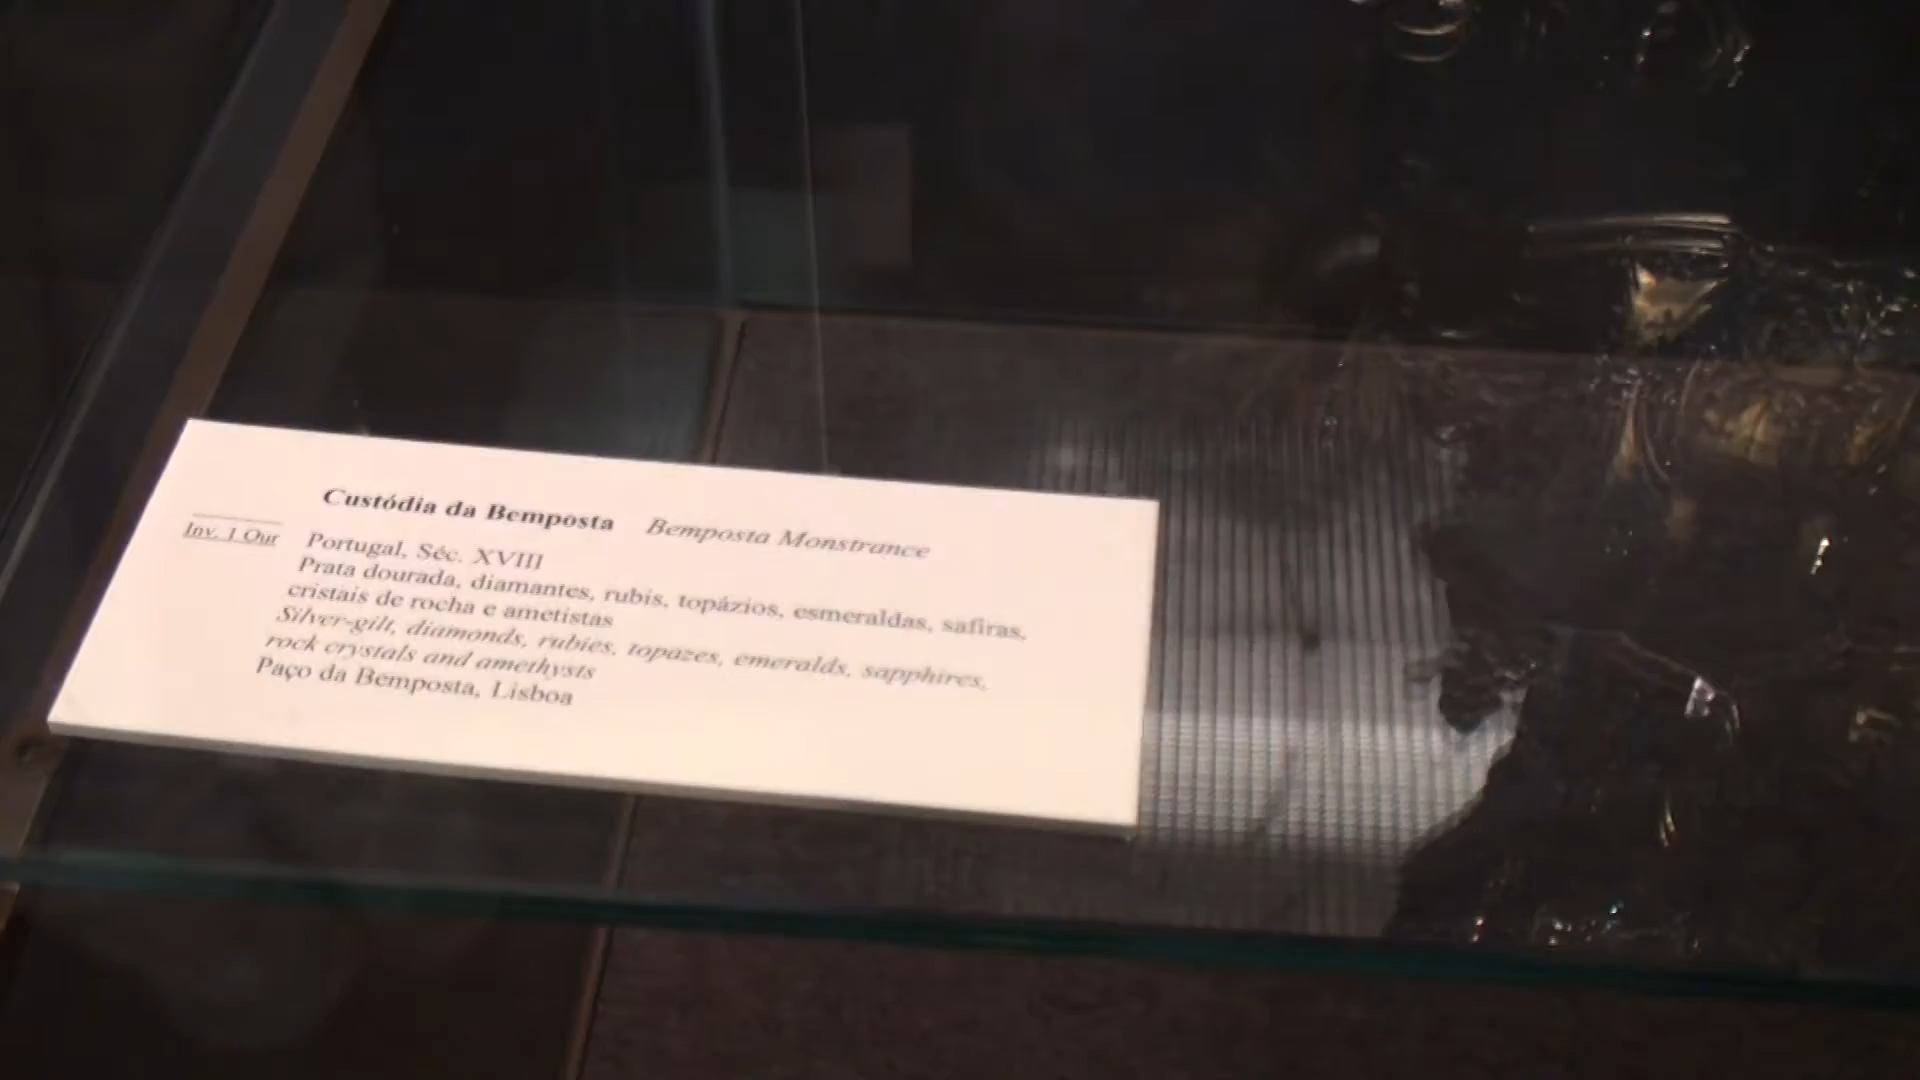 Custódia da Bemposta Bemposta Monstrance
Inv. 1 Our Portugal, Séc. XVIII
Prata dourada, diamantes, rubis, topázios, esmeraldas, safiras,
cristais de rocha e ametistas
Silver-gilt, diamonds, rubies, topazes, emeralds, sapphires,
rock crystals and amethysts
Paço da Bemposta, Lisboa